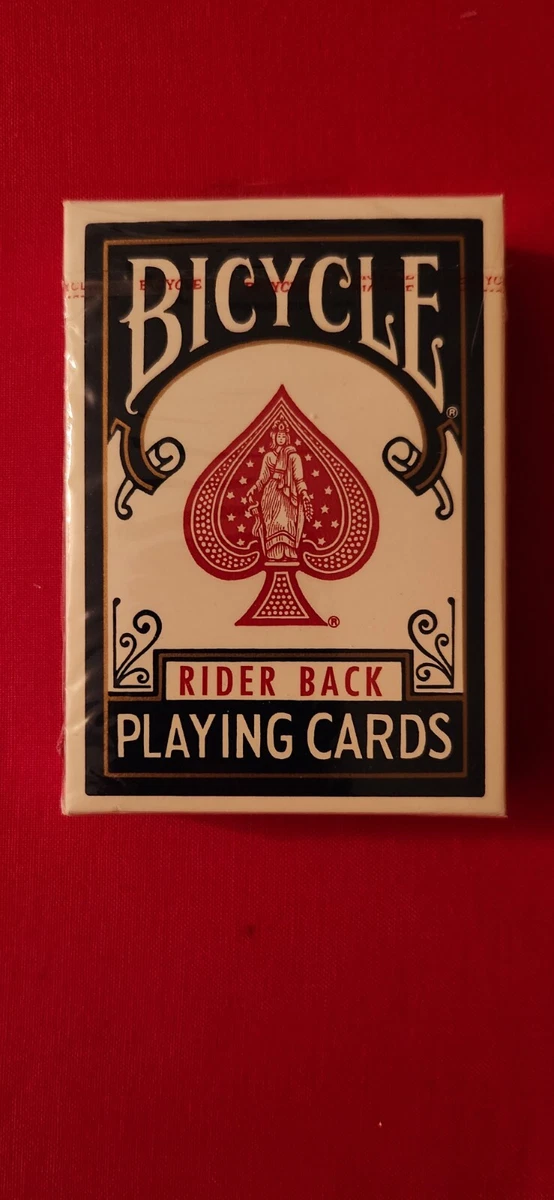 BICYCLE
®
®
RIDER BACK
PLAYING CARDS